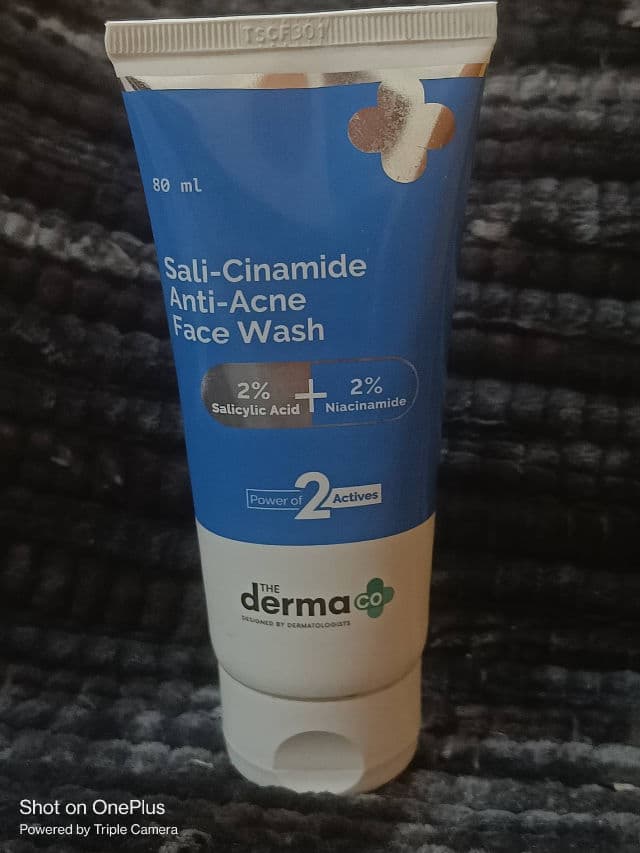 TSCF301
80 ml
Sali-Cinamide
Anti-Acne
Face Wash
2% + 2%
Salicylic Acid Niacinamide
Power of 2 Actives
THE
derma co
DESIGNED BY DERMATOLOGISTS
Shot on OnePlus
Powered by Triple Camera